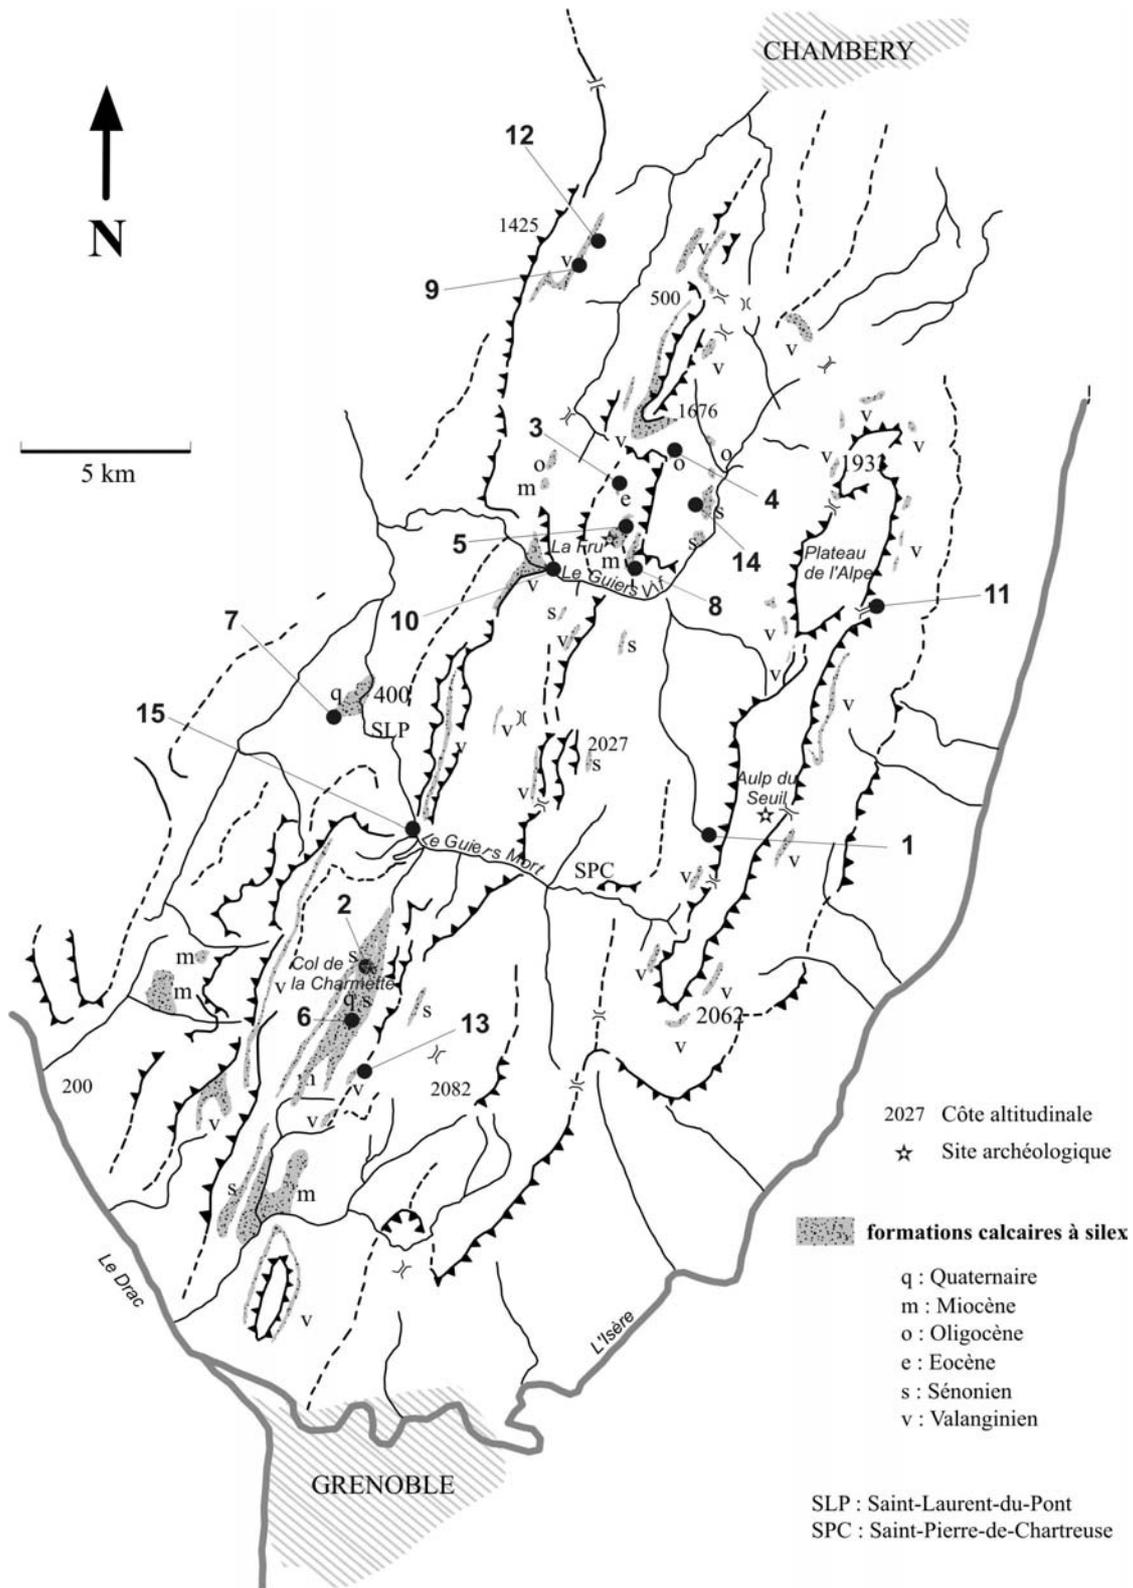 CHAMBERY
12
N
1425
v
v
9
500
v
v
5 km
1676
3
v
v
v
o
o
o
v
1931
m
e
4
s
5
La Fru
s
14
Plateau
de l'Alpe
v
m
Le Guiers Vif
10
v
8
11
s
7
v
s
v
v
q
400
v
15
SLP
v
v
2027
s
Aulp du
Seuil
v
Le Guiers Mort
1
SPC
v
v
2
s
m
Col de
la Charmette
v
m
v
v
q s
6
s
13
2062
v
200
m
v
2082
v
v
2027 Côte altitudinale
Site archéologique
s
m
formations calcaires à silex
Le Drac
q : Quaternaire
v
m : Miocène
L'Isère
o : Oligocène
e : Eocène
s : Sénonien
v : Valanginien
GRENOBLE
SLP : Saint-Laurent-du-Pont
SPC : Saint-Pierre-de-Chartreuse